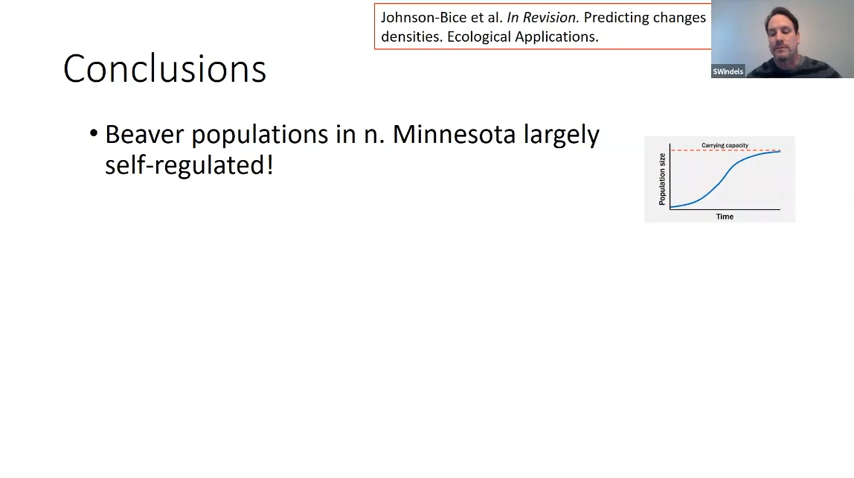 Johnson-Bice et al. In Revision. Predicting changes
densities. Ecological Applications.
SWindels
Conclusions
• Beaver populations in n. Minnesota largely
self-regulated!
Carrying capacity
Population size
Time